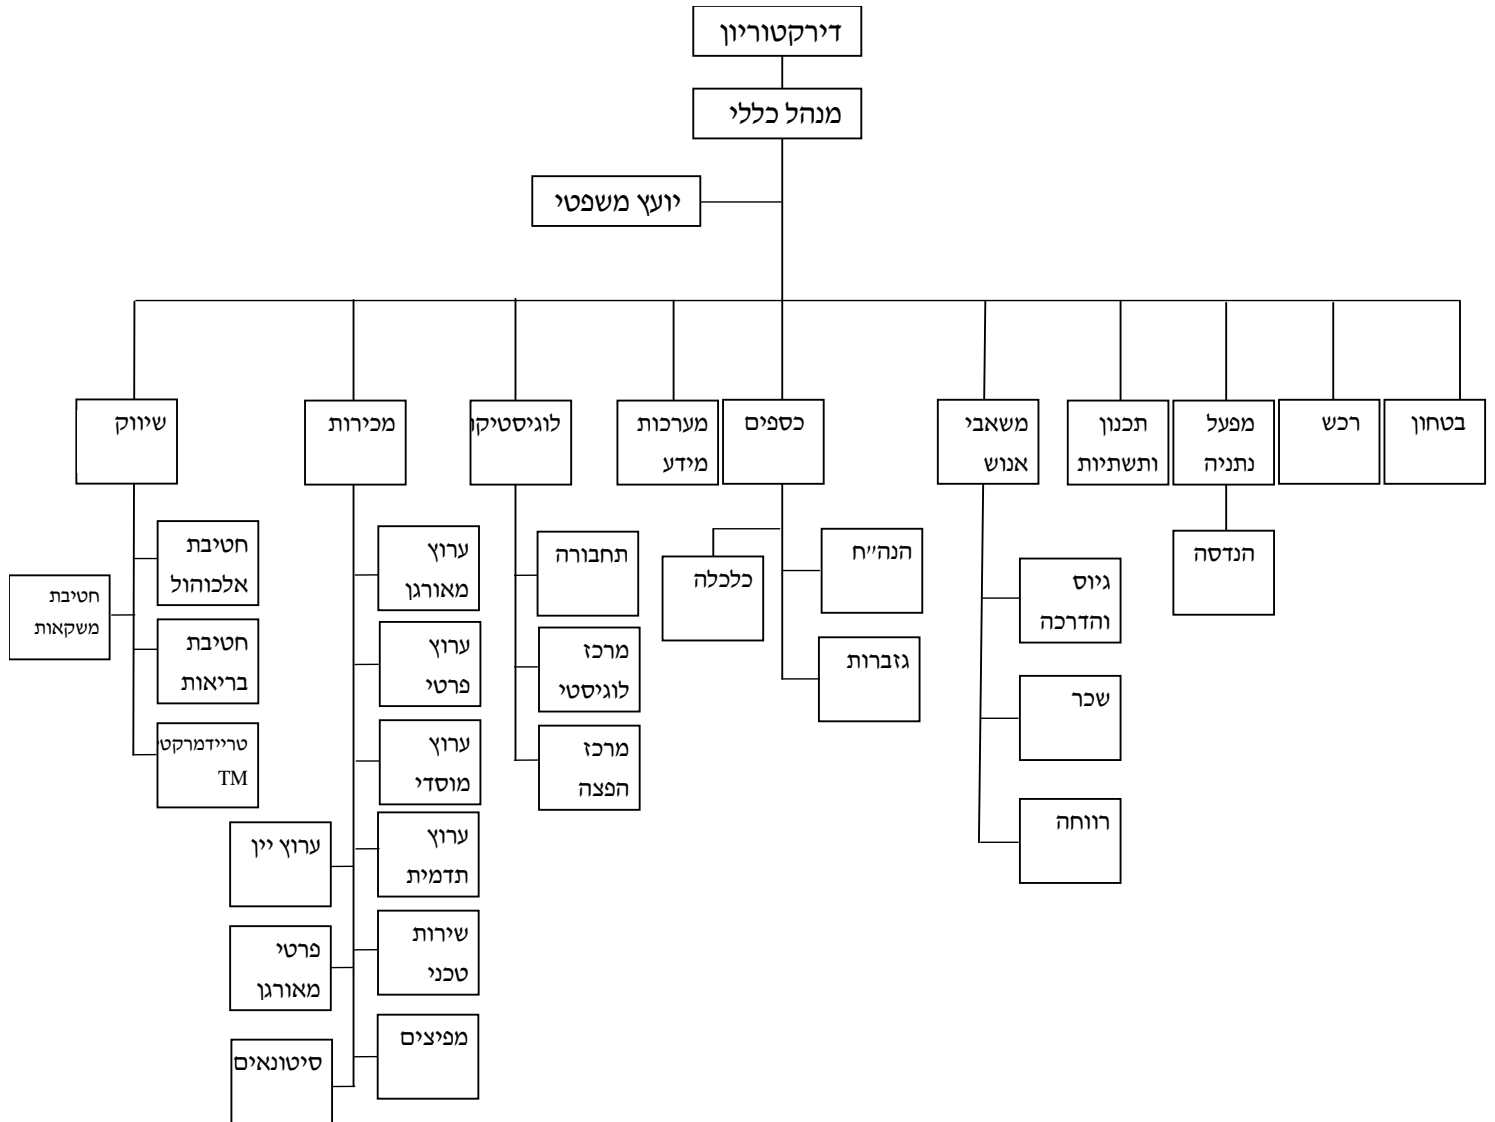 דירקטוריון
מנהל כללי
יועץ משפטי
בטחון
רכש
מפעל
נתניה
תכנון
ותשתיות
משאבי
אנוש
כספים
מערכות
מידע
לוגיסטיקו
מכירות
שיווק
הנדסה
גיוס
והדרכה
שכר
רווחה
הנה״ח
גזברות
כלכלה
תחבורה
מרכז
לוגיסטי
מרכז
הפצה
ערוץ
מאורגן
ערוץ
פרטי
ערוץ
מוסדי
ערוץ
תדמית
שירות
טכני
מפיצים
ערוץ יין
פרטי
מאורגן
סיטונאים
חטיבת
אלכוהול
חטיבת
בריאות
טריידמרקטי
TM
חטיבת
משקאות